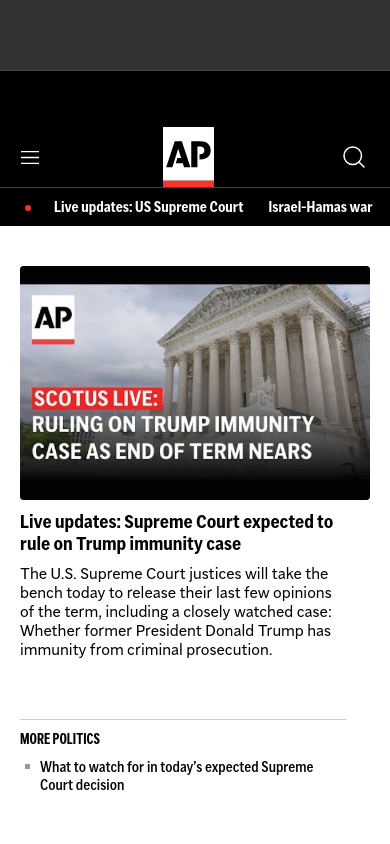 AP
Live updates: US Supreme Court Israel-Hamas war
AP
SCOTUS LIVE:
RULING ON TRUMP IMMUNITY
CASE AS END OF TERM NEARS
Live updates: Supreme Court expected to
rule on Trump immunity case
The U.S. Supreme Court justices will take the
bench today to release their last few opinions
of the term, including a closely watched case:
Whether former President Donald Trump has
immunity from criminal prosecution.
MORE POLITICS
What to watch for in today’s expected Supreme
Court decision